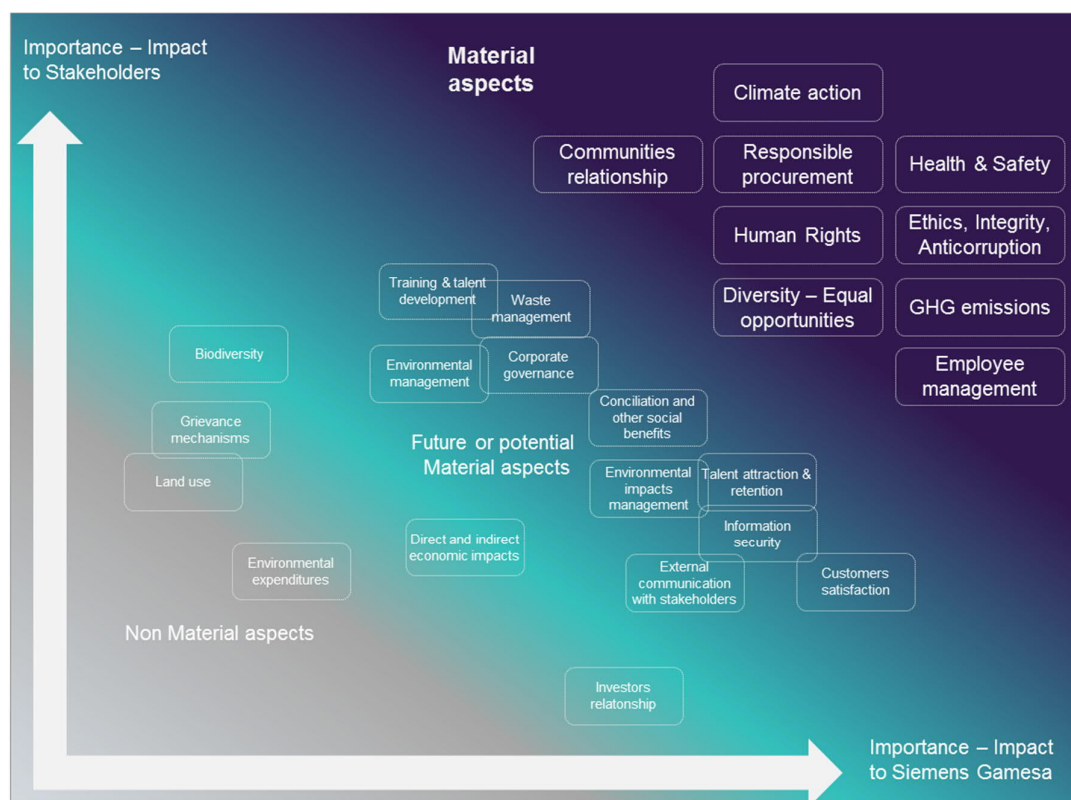 Importance – Impact
to Stakeholders
Material
aspects
Climate action
Communities
relationship
Responsible
procurement
Health & Safety
Human Rights
Ethics, Integrity,
Anticorruption
Training & talent
development
Waste
management
Diversity – Equal
opportunities
GHG emissions
Biodiversity
Environmental
management
Corporate
governance
Employee
management
Grievance
mechanisms
Conciliation and
other social
benefits
Future or potential
Material aspects
Land use
Environmental
impacts
management
Talent attraction &
retention
Direct and indirect
economic impacts
Information
security
Environmental
expenditures
External
communication
with stakeholders
Customers
satisfaction
Non Material aspects
Investors
relatonship
Importance – Impact
to Siemens Gamesa